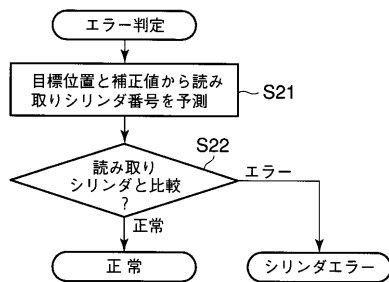 エラー判定
目標位置と補正値から読み
取りシリンダ番号を予測
S21
S22
読み取り
シリンダと比較
?
エラー
正常
正常
シリンダエラー